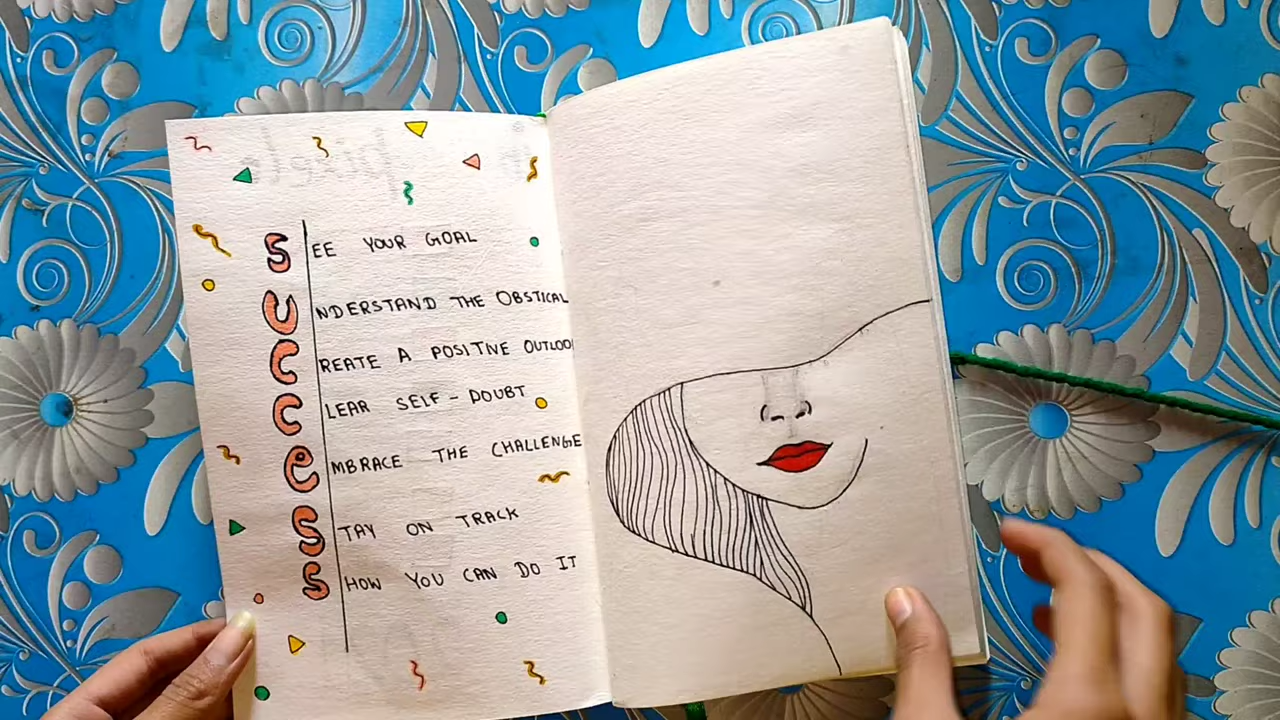 SEE YOUR GOAL
UNDERSTAND THE OBSTICAL
CREATE A POSITIVE OUTLOO
CLEAR SELF-DOUBT
EMBRACE THE CHALLENGE
STAY ON TRACK
SHOW YOU CAN DO IT